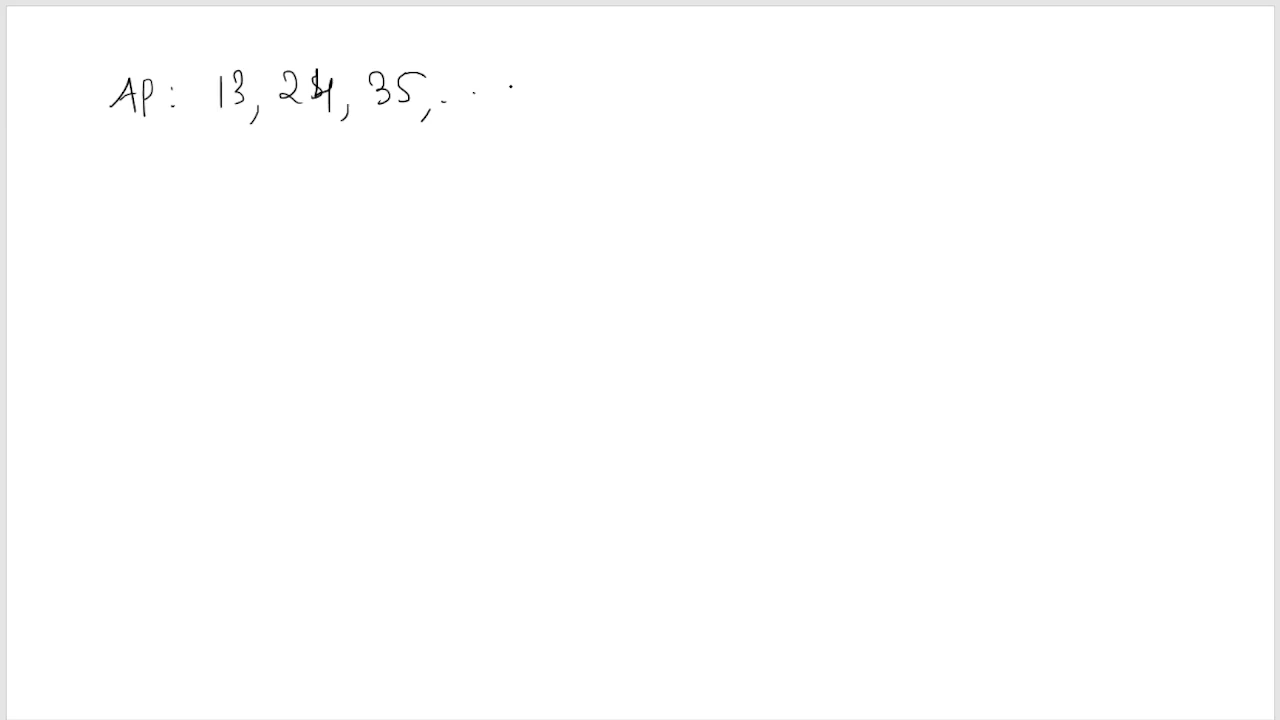 AP: 13, 24, 35, . . .